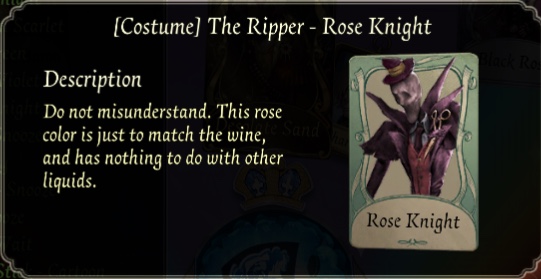 [Costume] The Ripper - Rose Knight
Description
Do not misunderstand. This rose
color is just to match the wine,
and has nothing to do with other
liquids.
Rose Knight
Sand